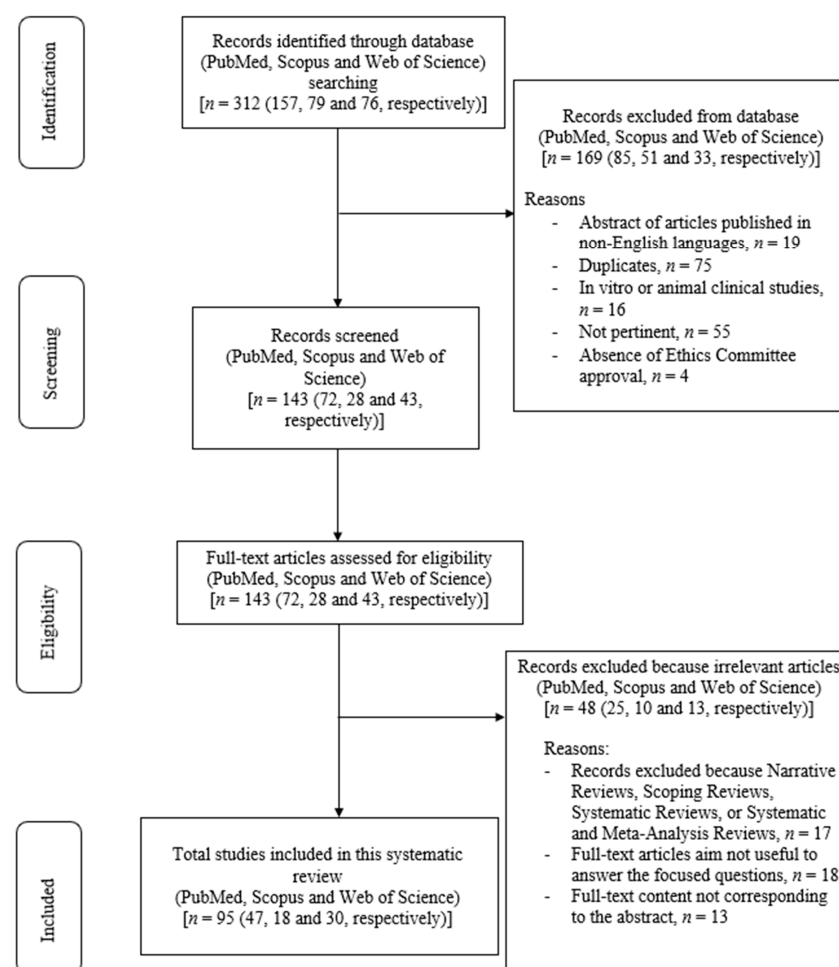 Identification
Records identified through database
(PubMed, Scopus and Web of Science)
searching
[n = 312 (157, 79 and 76, respectively)]
Records excluded from database
(PubMed, Scopus and Web of Science)
[n = 169 (85, 51 and 33, respectively)]
Reasons
- Abstract of articles published in
non-English languages, n = 19
- Duplicates, n = 75
- In vitro or animal clinical studies,
n = 16
- Not pertinent, n = 55
- Absence of Ethics Committee
approval, n = 4
Screening
Records screened
(PubMed, Scopus and Web of
Science)
[n = 143 (72, 28 and 43,
respectively)]
Eligibility
Full-text articles assessed for eligibility
(PubMed, Scopus and Web of Science)
[n = 143 (72, 28 and 43, respectively)]
Records excluded because irrelevant articles
(PubMed, Scopus and Web of Science)
[n = 48 (25, 10 and 13, respectively)]
Reasons:
- Records excluded because Narrative
Reviews, Scoping Reviews,
Systematic Reviews, or Systematic
and Meta-Analysis Reviews, n = 17
- Full-text articles aim not useful to
answer the focused questions, n = 18
- Full-text content not corresponding
to the abstract, n = 13
Included
Total studies included in this systematic
review
(PubMed, Scopus and Web of Science)
[n = 95 (47, 18 and 30, respectively)]